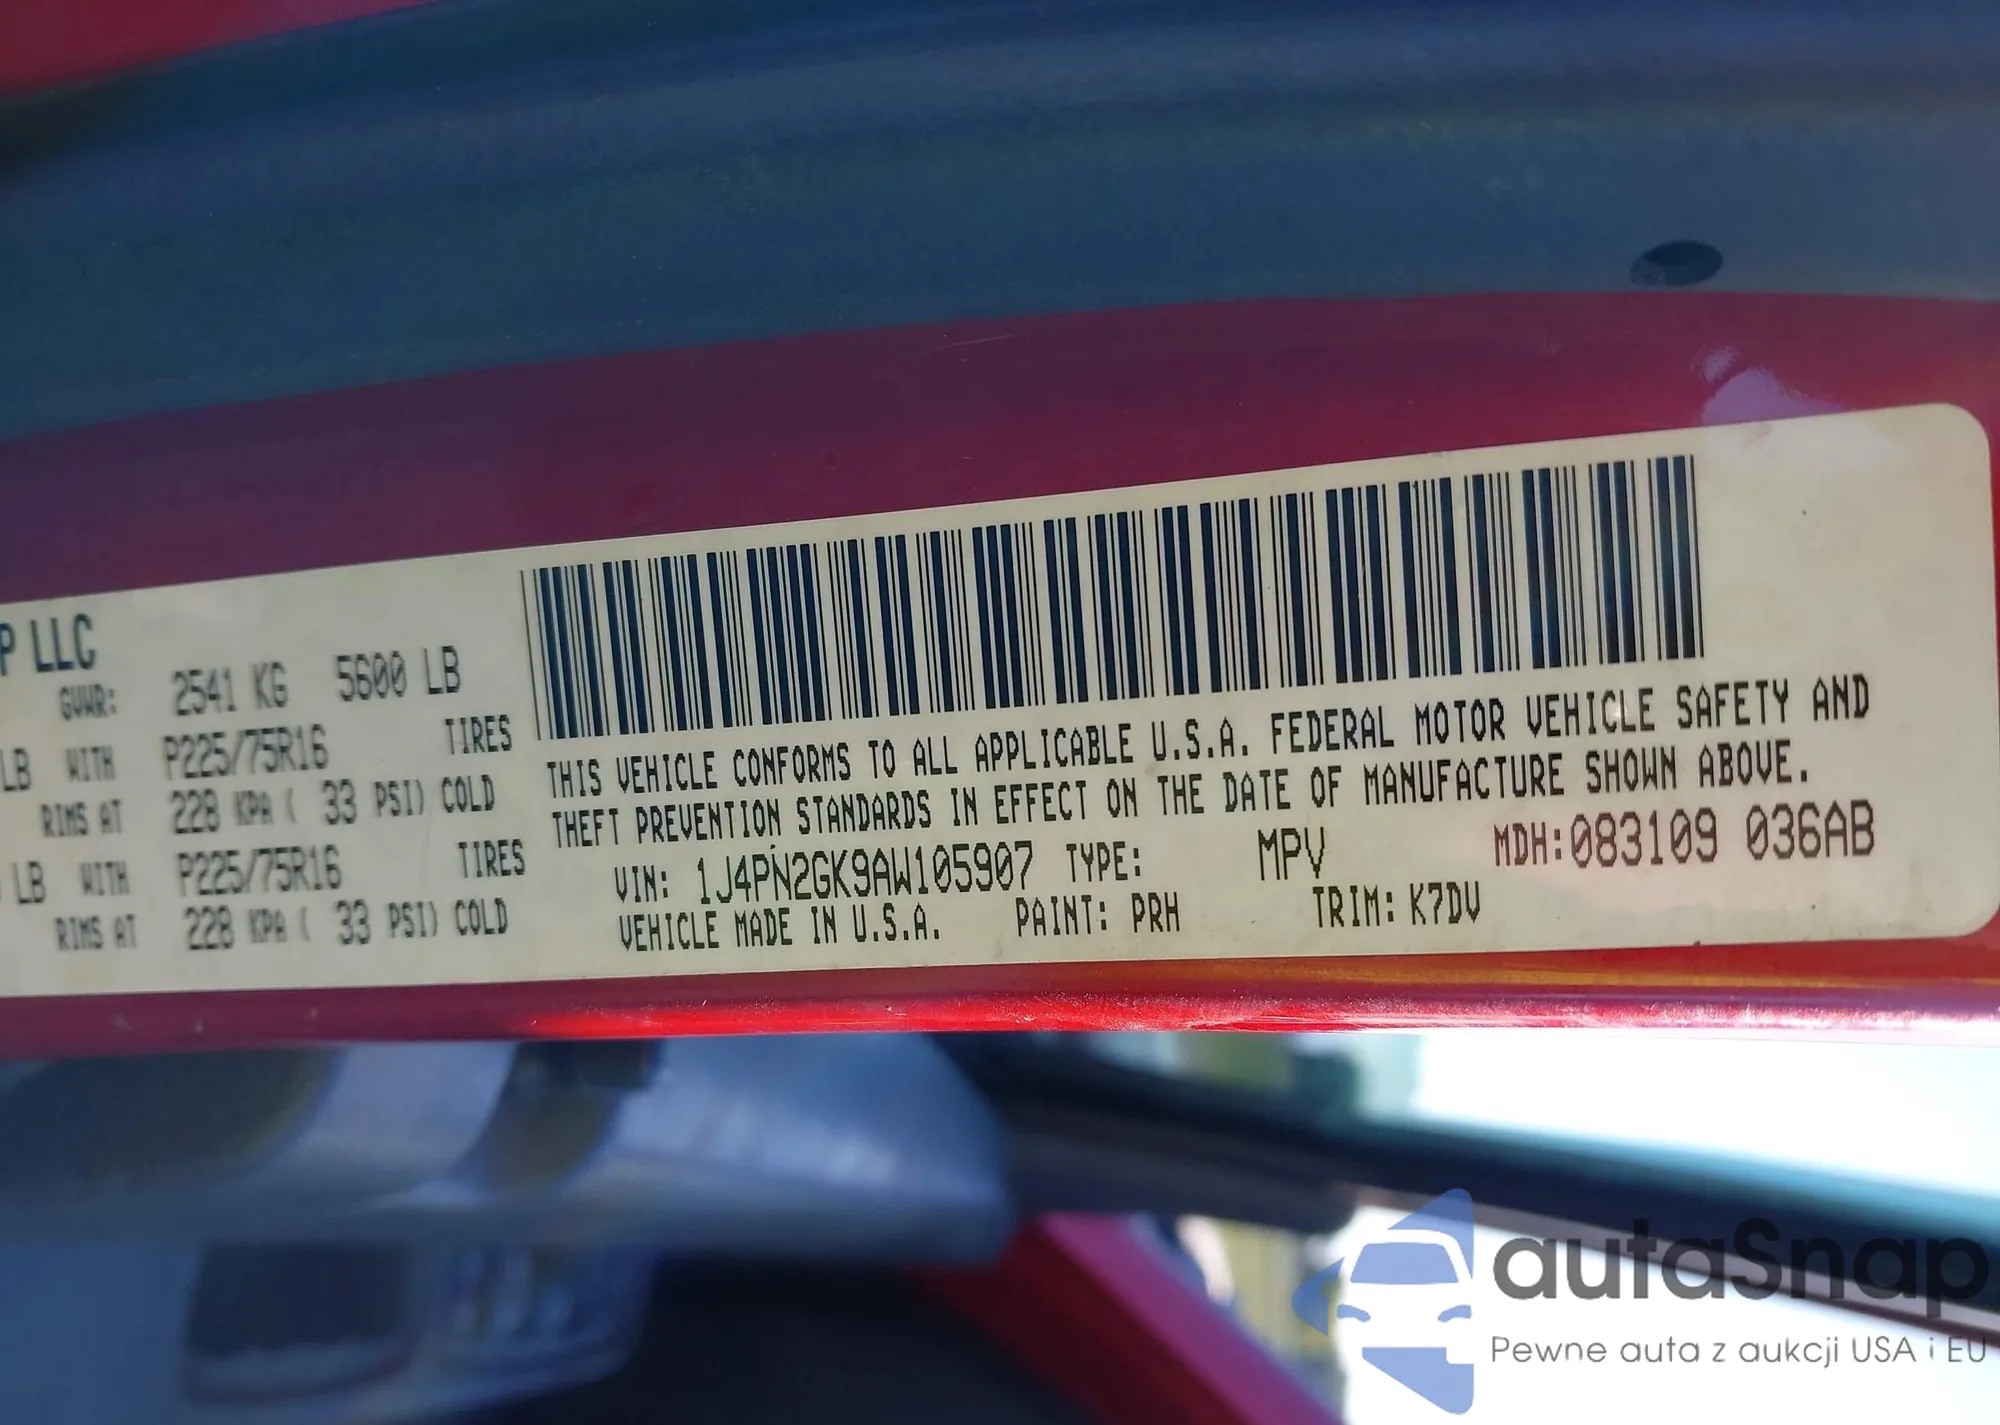 P LLC
GVWR: 2541 KG 5600 LB
LB WITH P225/75R16 TIRES
RIMS AT 228 KPA ( 33 PSI) COLD
LB WITH P225/75R16 TIRES
RIMS AT 228 KPA ( 33 PSI) COLD
THIS VEHICLE CONFORMS TO ALL APPLICABLE U.S.A. FEDERAL MOTOR VEHICLE SAFETY AND
THEFT PREVENTION STANDARDS IN EFFECT ON THE DATE OF MANUFACTURE SHOWN ABOVE.
VIN: 1J4PN2GK9AW105907 TYPE: MPV MDH:083109 036AB
VEHICLE MADE IN U.S.A. PAINT: PRH TRIM: K7DV
autaSnap
Pewne auta z aukcji USA i EU